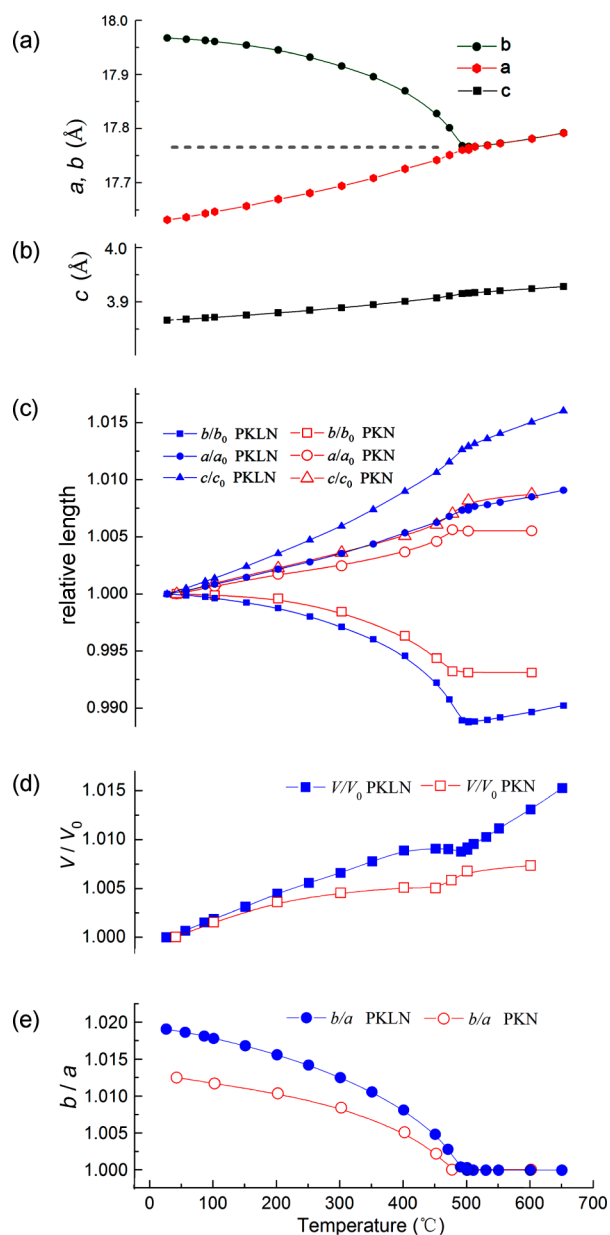 (a)
18.0
17.9
17.8
17.7
a, b (Å)
b
a
c
(b)
4.0
3.9
c (Å)
(c)
1.015
1.010
1.005
1.000
0.995
0.990
relative length
b/b₀ PKLN
b/b₀ PKN
a/a₀ PKLN
a/a₀ PKN
c/c₀ PKLN
c/c₀ PKN
(d)
1.015
1.010
1.005
1.000
V / V₀
V/V₀ PKLN
V/V₀ PKN
(e)
1.020
1.015
1.010
1.005
1.000
b / a
b/a PKLN
b/a PKN
0 100 200 300 400 500 600 700
Temperature (℃)